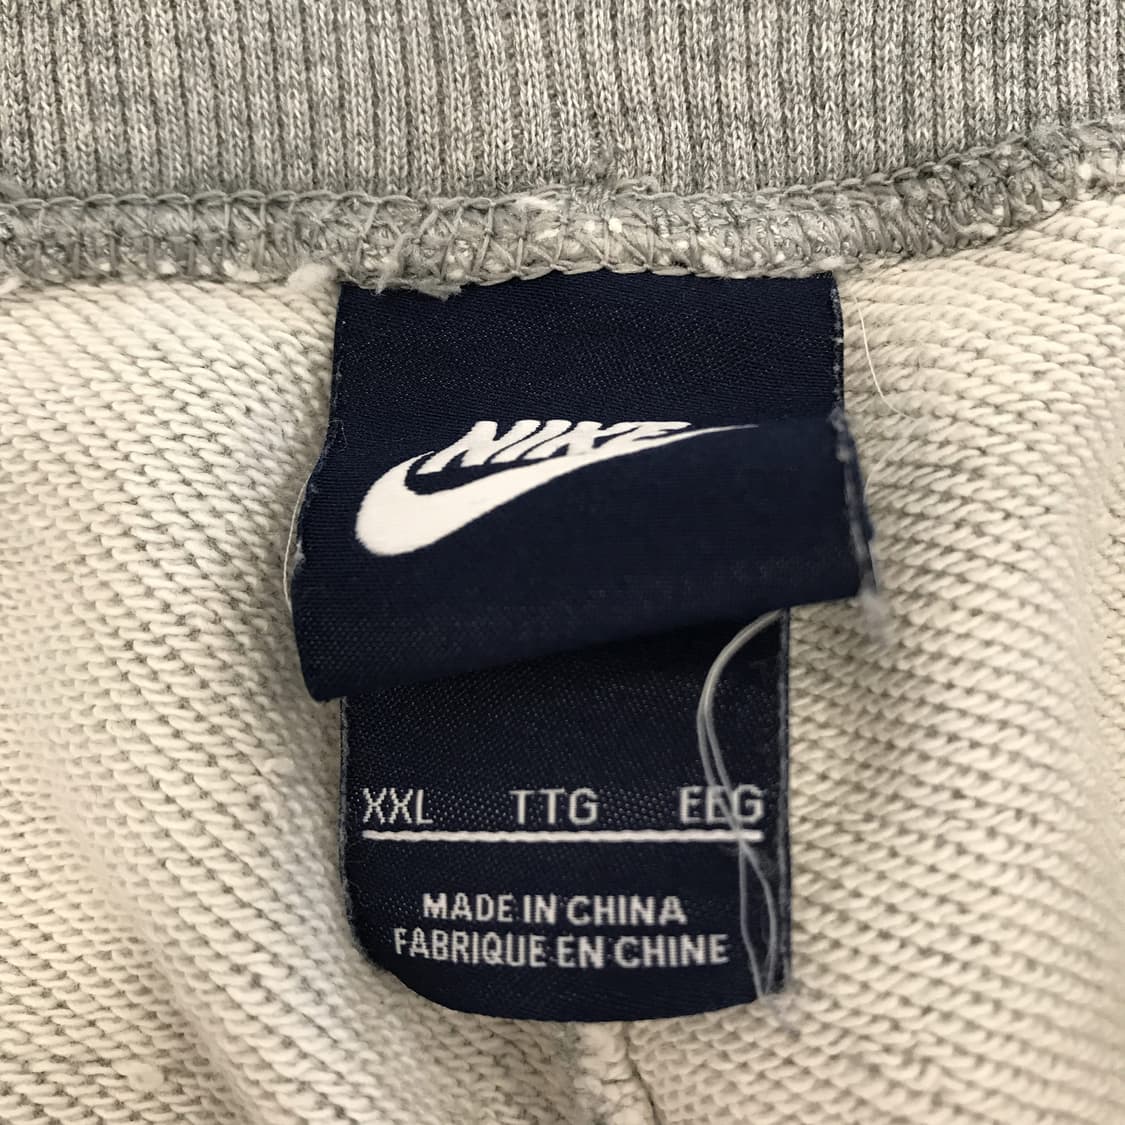 NIKE
XXL TTG EEG
MADE IN CHINA
FABRIQUE EN CHINE